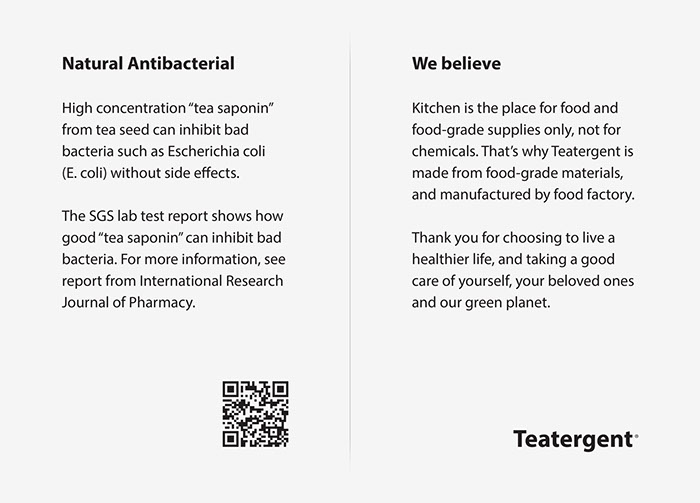 Natural Antibacterial
High concentration “tea saponin”
from tea seed can inhibit bad
bacteria such as Escherichia coli
(E. coli) without side effects.
The SGS lab test report shows how
good “tea saponin” can inhibit bad
bacteria. For more information, see
report from International Research
Journal of Pharmacy.
We believe
Kitchen is the place for food and
food-grade supplies only, not for
chemicals. That’s why Teatergent is
made from food-grade materials,
and manufactured by food factory.
Thank you for choosing to live a
healthier life, and taking a good
care of yourself, your beloved ones
and our green planet.
Teatergent®